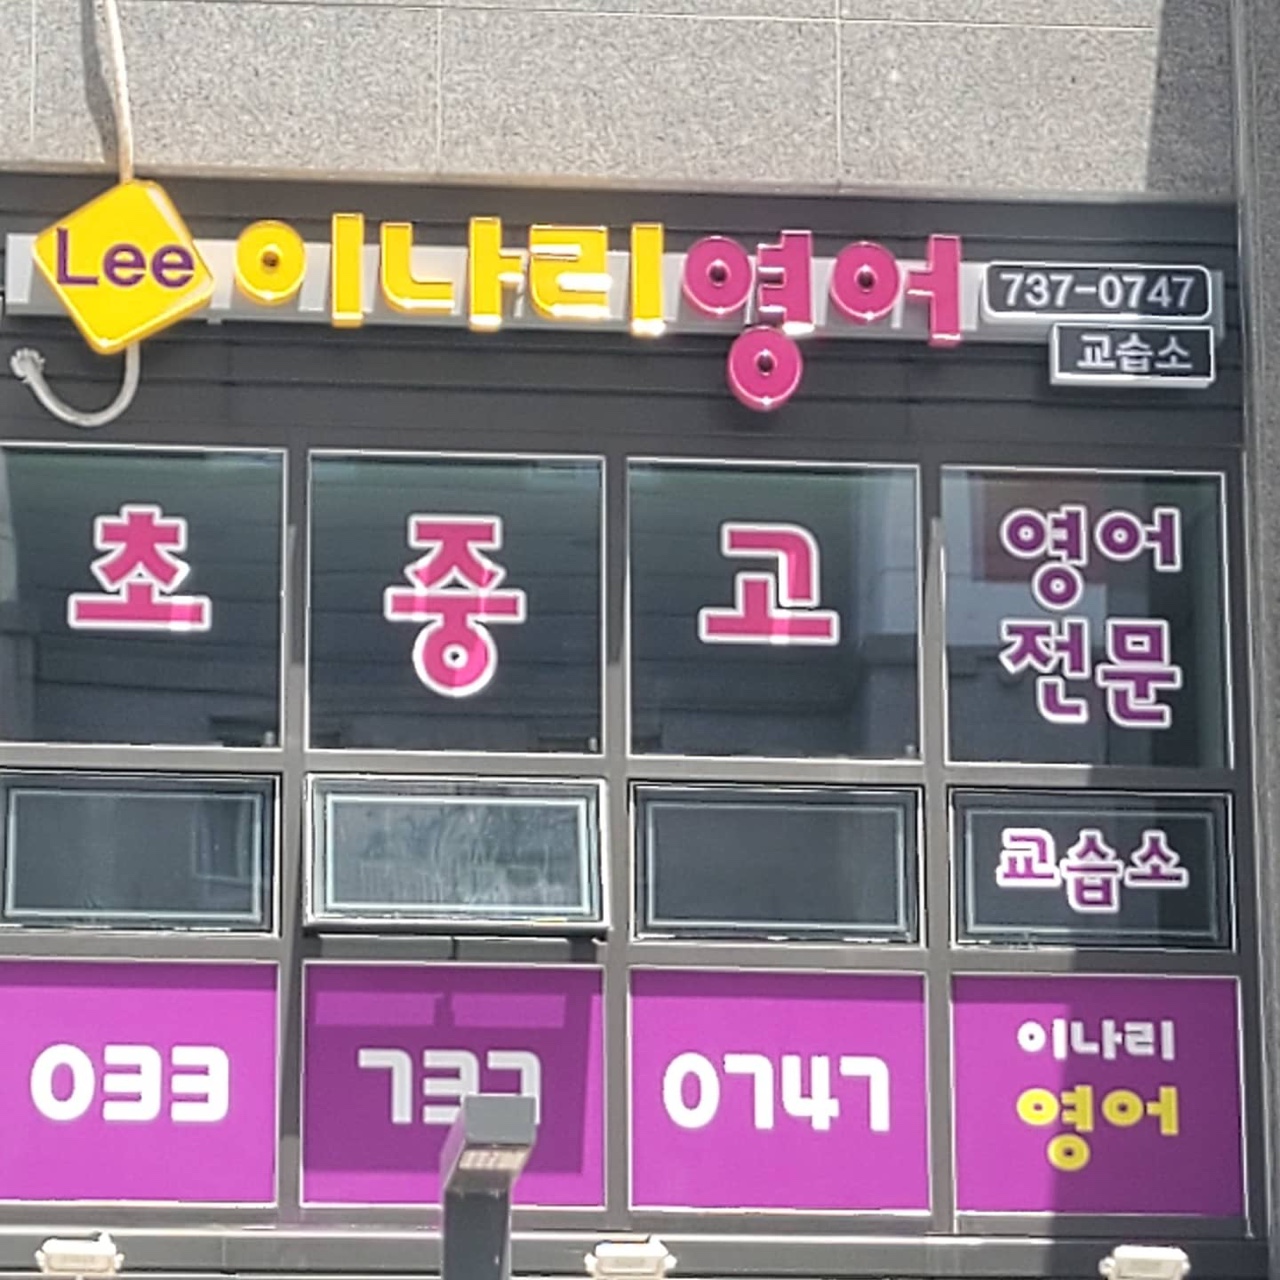 Lee 이나리영어 737-0747
교습소
초 중 고 영어
전문
교습소
033 737 0747 이나리
영어